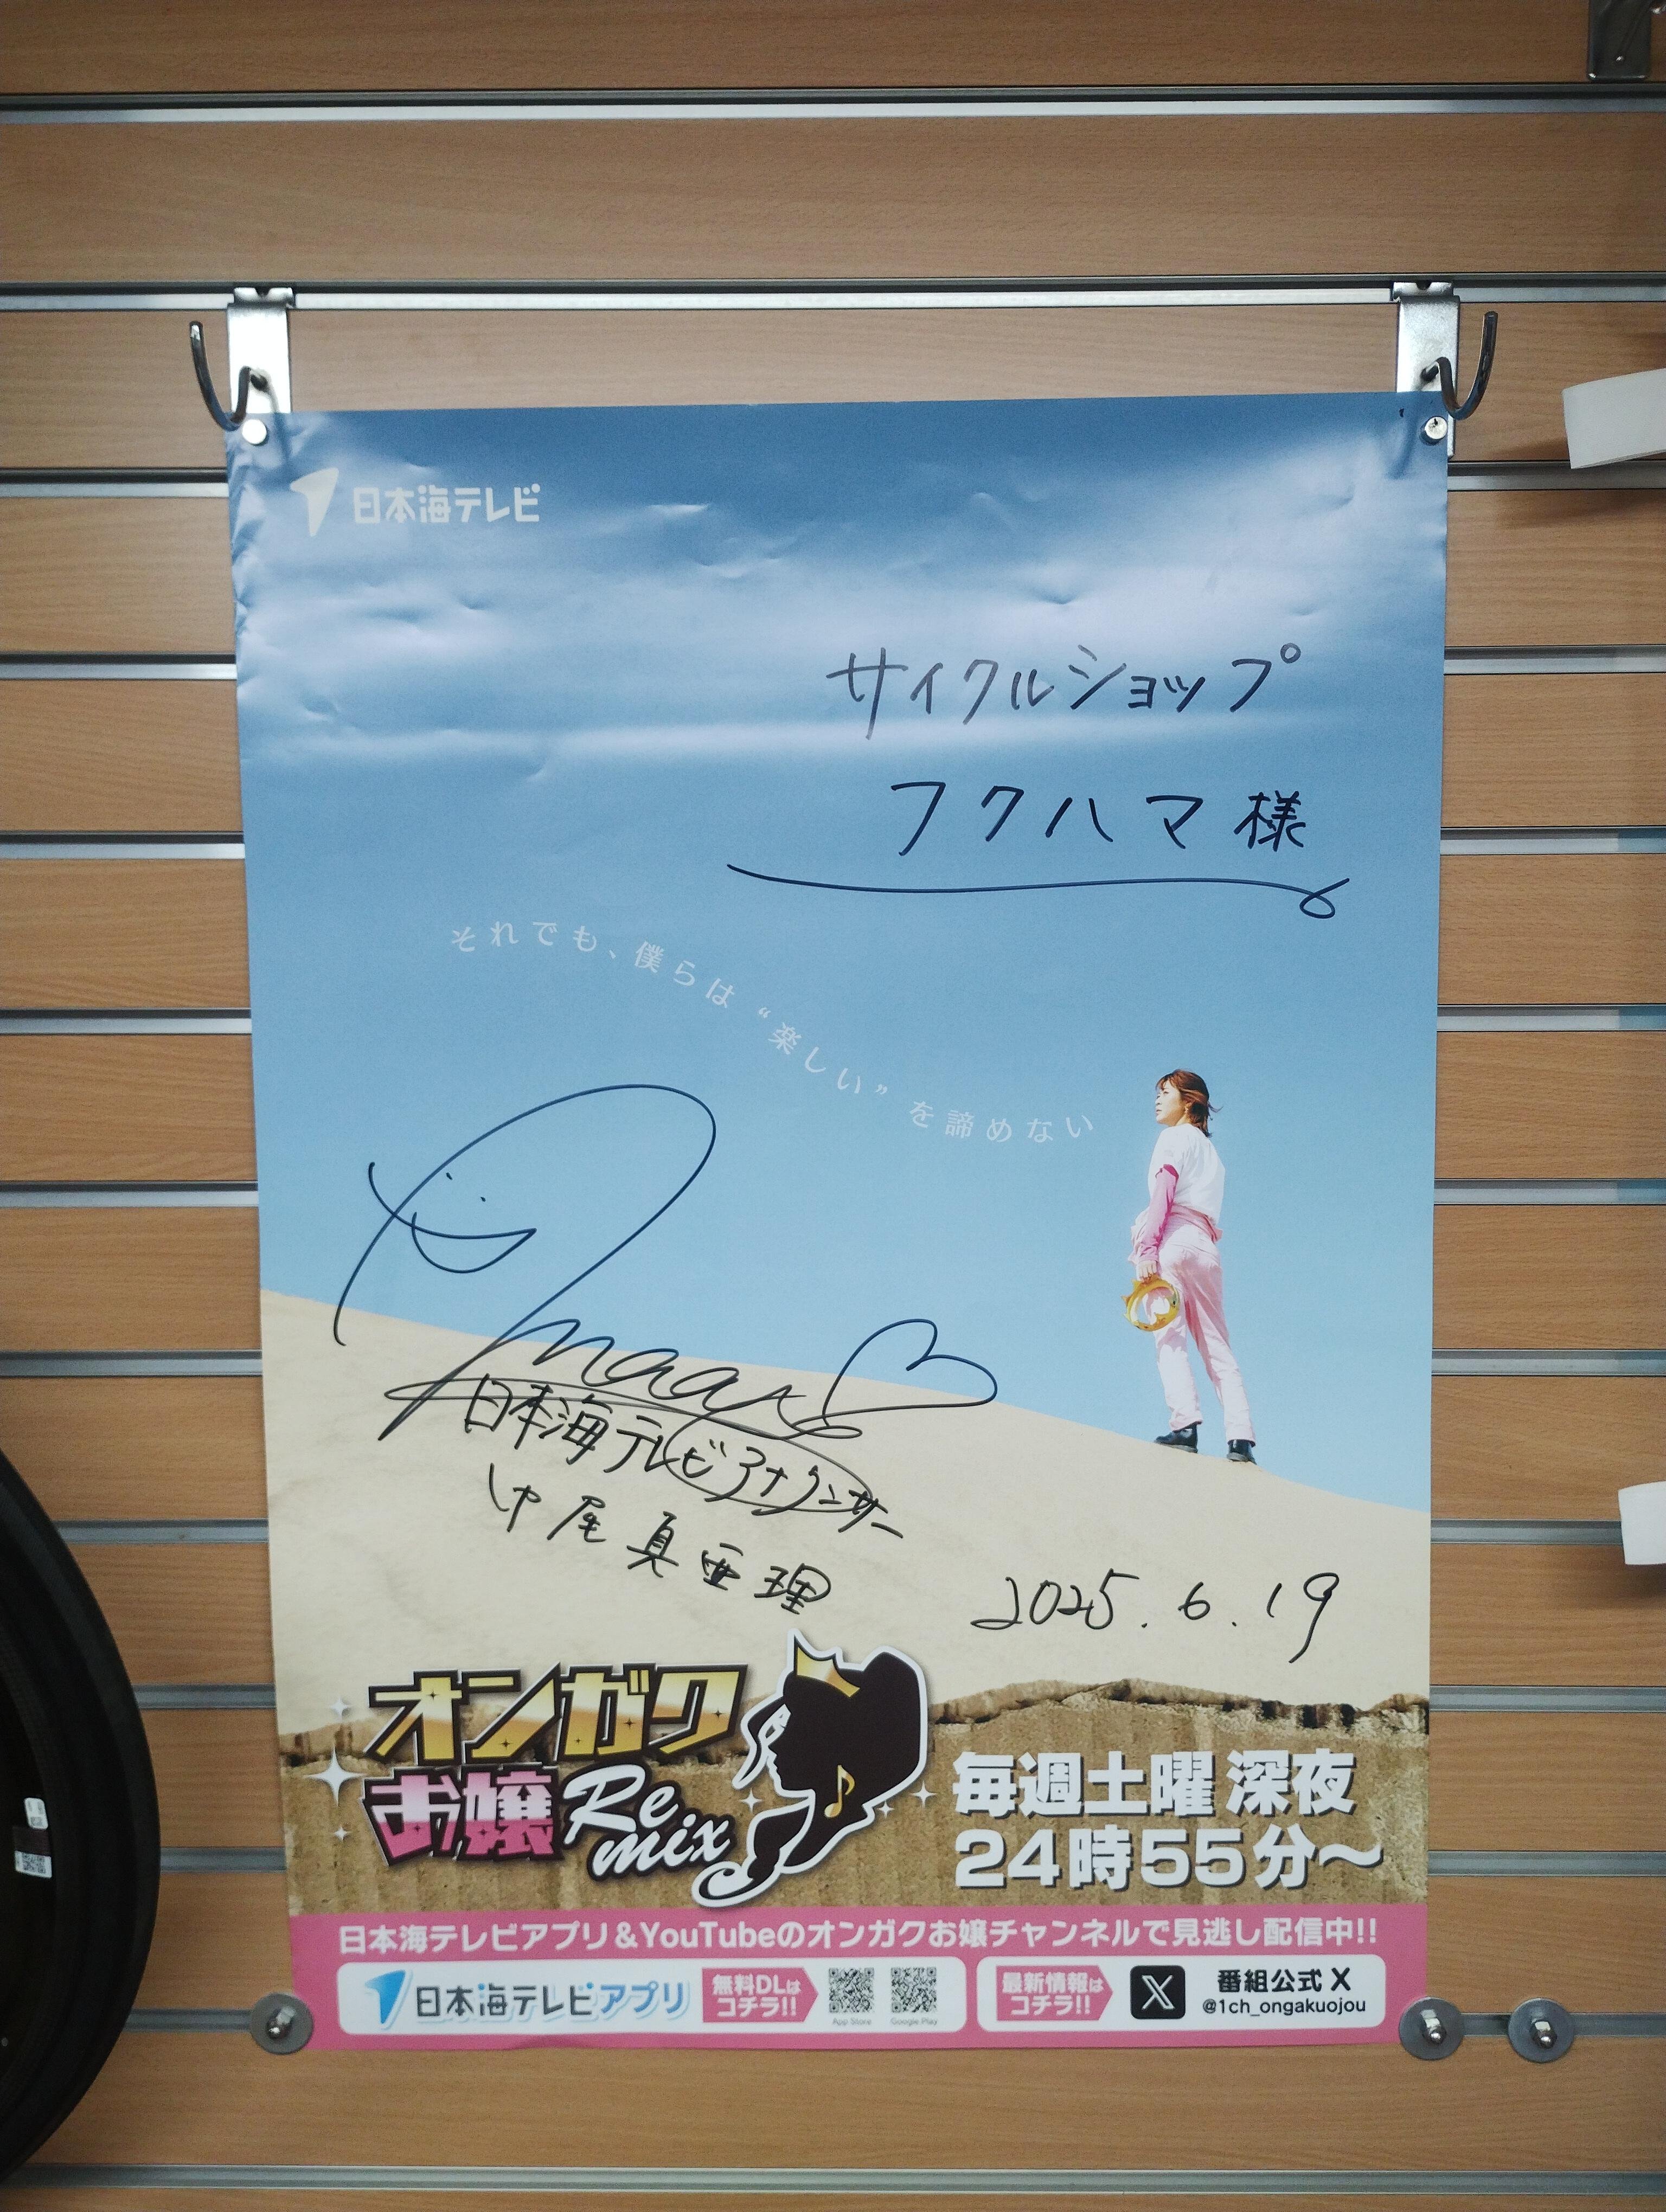 日本海テレビ
サイクルショップ
フクハマ様
それでも、僕らは“楽しい”を諦めない
日本海テレビアナウンサー
中尾真亜理
2025.6.19
オンガク
お嬢Re
mix
毎週土曜深夜
24時55分～
日本海テレビアプリ&YouTubeのオンガクお嬢チャンネルで見逃し配信中!!
日本海テレビアプリ
無料DLは
コチラ!!
App Store
Google Play
最新情報は
コチラ!!
X
番組公式 X
@1ch_ongakuojou